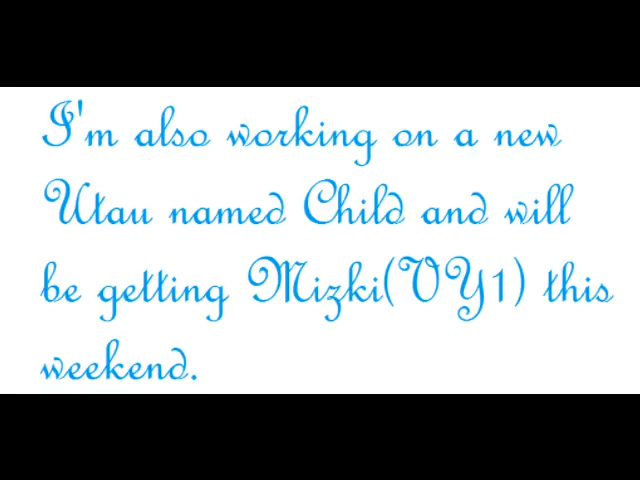 I'm also working on a new
Utau named Child and will
be getting Mizki(VY1) this
weekend.